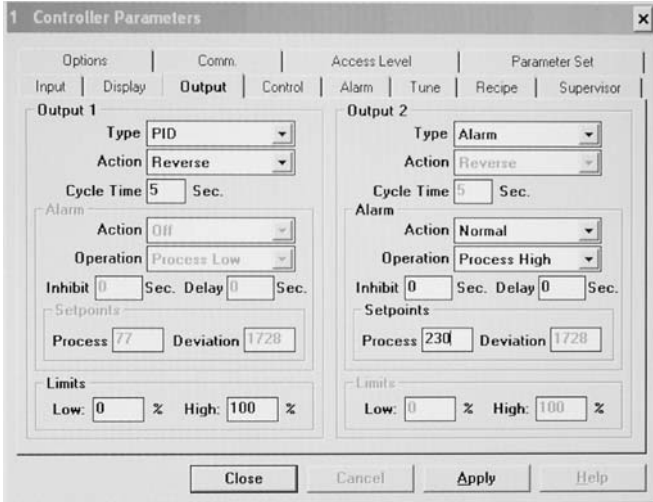 1 Controller Parameters
Options Comm. Access Level Parameter Set
Input Display Output Control Alarm Tune Recipe Supervisor
Output 1
Type PID
Action Reverse
Cycle Time 5 Sec.
Alarm
Action Off
Operation Process Low
Inhibit 0 Sec. Delay 0 Sec.
Setpoints
Process 77 Deviation 1728
Limits
Low: 0 % High: 100 %
Output 2
Type Alarm
Action Reverse
Cycle Time 5 Sec.
Alarm
Action Normal
Operation Process High
Inhibit 0 Sec. Delay 0 Sec.
Setpoints
Process 230 Deviation 1728
Limits
Low: 0 % High: 100 %
Close Cancel Apply Help